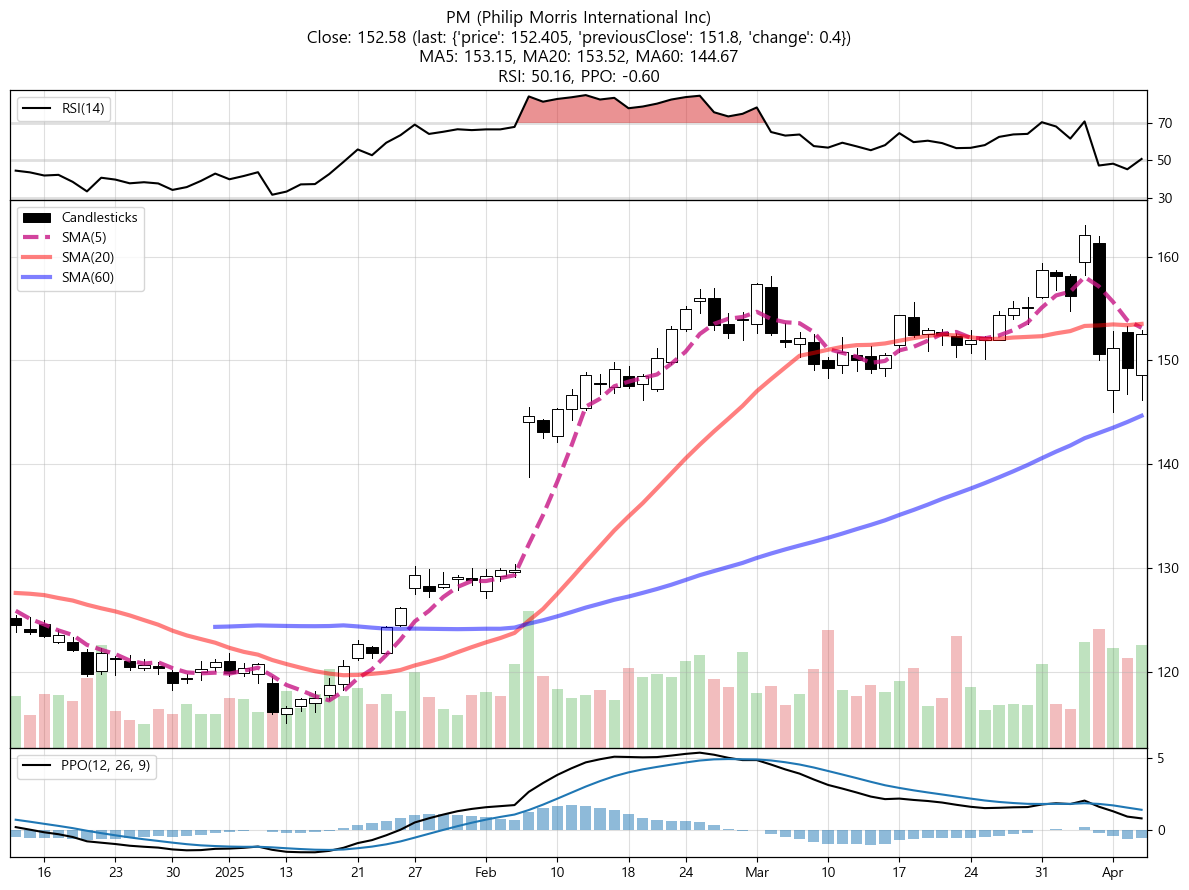 PM (Philip Morris International Inc)
Close: 152.58 (last: {'price': 152.405, 'previousClose': 151.8, 'change': 0.4})
MA5: 153.15, MA20: 153.52, MA60: 144.67
RSI: 50.16, PPO: -0.60
RSI(14)
70
50
30
Candlesticks
SMA(5)
SMA(20)
SMA(60)
160
150
140
130
120
PPO(12, 26, 9)
5
0
16 23 30 2025 13 21 27 Feb 10 18 24 Mar 10 17 24 31 Apr